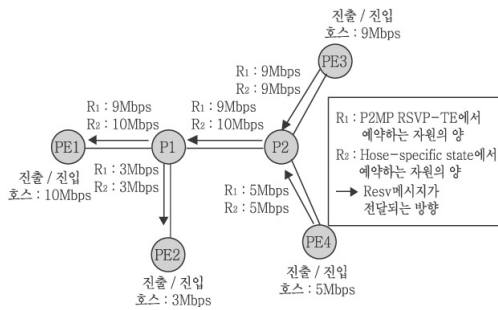 진출 / 진입
호스 : 9Mbps
PE3
R₁ : 9Mbps
R₂ : 9Mbps
R₁ : 9Mbps
R₂ : 10Mbps
R₁ : 9Mbps
R₂ : 10Mbps
PE1
P1
P2
R₁ : 3Mbps
R₂ : 3Mbps
진출 / 진입
호스 : 10Mbps
R₁ : 5Mbps
R₂ : 5Mbps
PE2
PE4
진출 / 진입
호스 : 3Mbps
진출 / 진입
호스 : 5Mbps
R₁ : P2MP RSVP-TE에서
예약하는 자원의 양
R₂ : Hose-specific state에서
예약하는 자원의 양
Resv메시지가
전달되는 방향